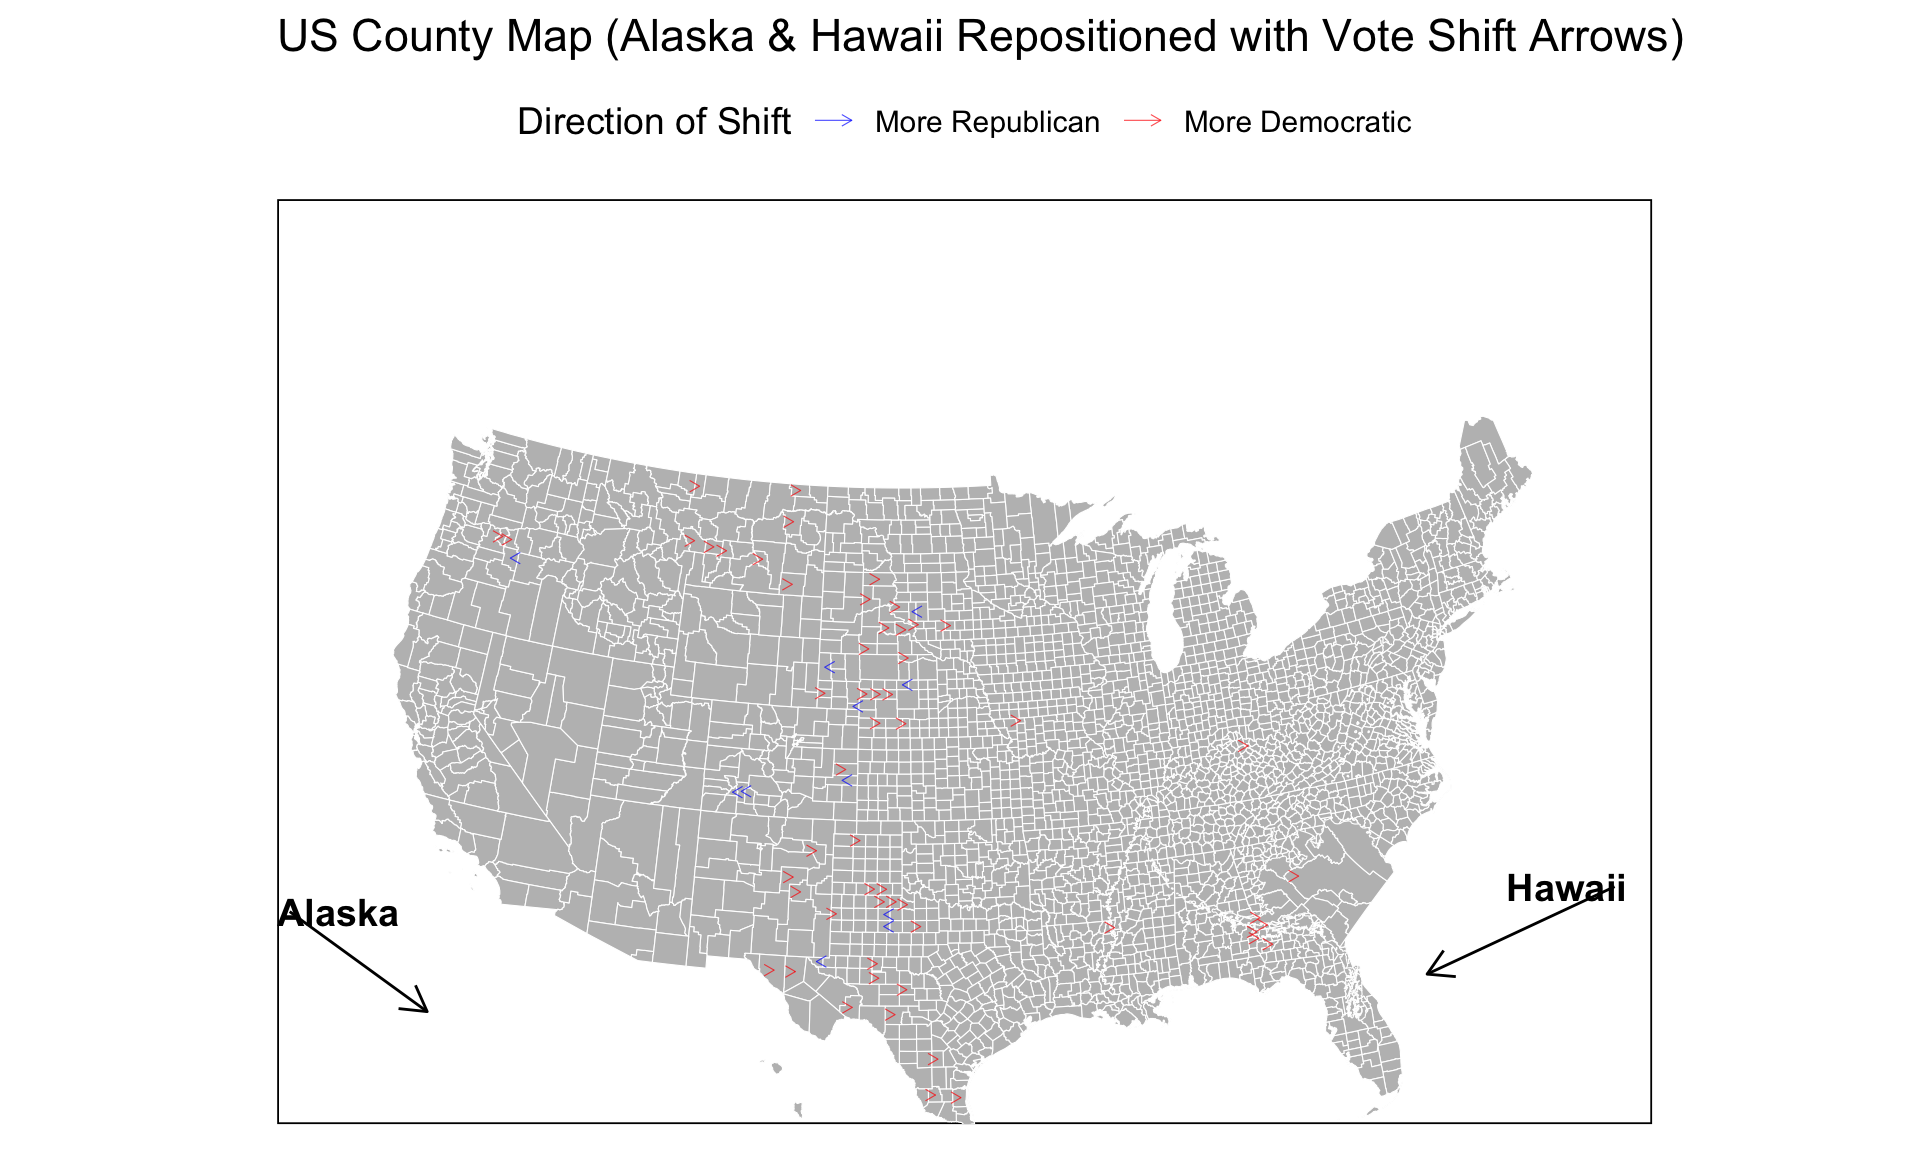 US County Map (Alaska & Hawaii Repositioned with Vote Shift Arrows)
Direction of Shift More Republican More Democratic
Hawaii
Alaska